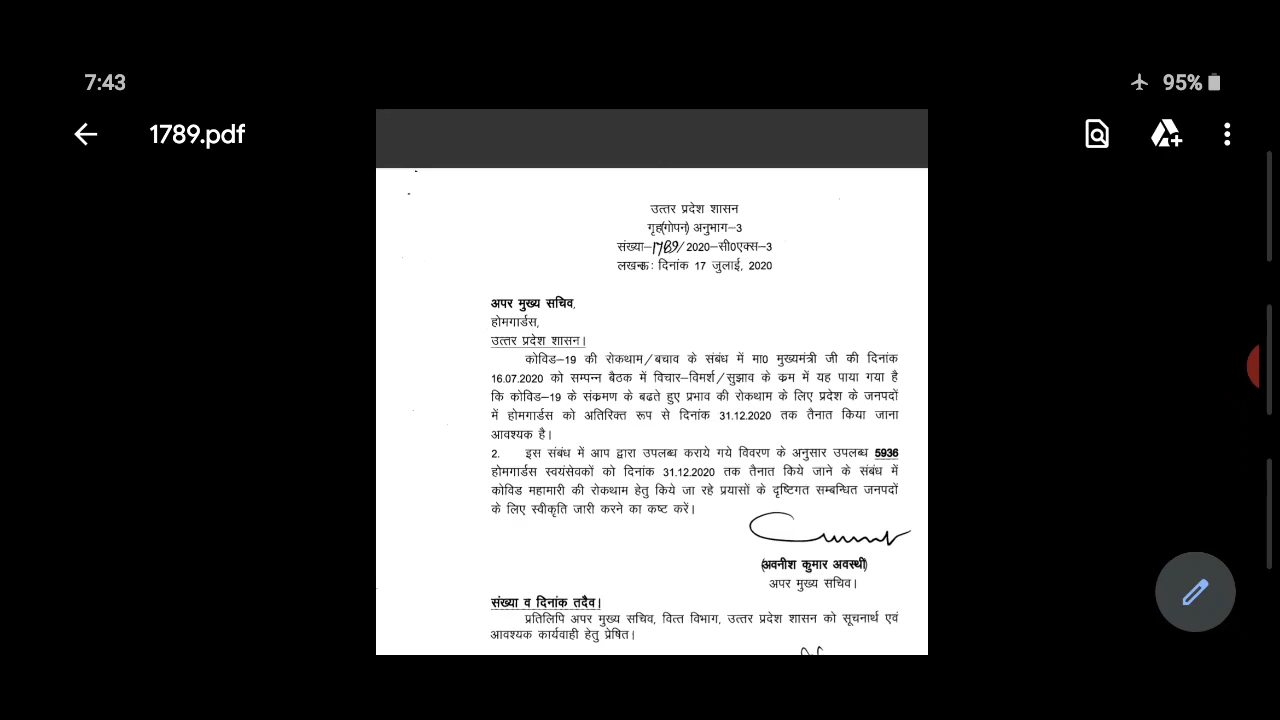 7:43
95%
1789.pdf
उत्तर प्रदेश शासन
गृह(गोपन) अनुभाग–3
संख्या–1789/2020–सी0एक्स–3
लखनऊः दिनांक 17 जुलाई, 2020
अपर मुख्य सचिव,
होमगार्डस,
उत्तर प्रदेश शासन।
कोविड–19 की रोकथाम/बचाव के संबंध में मा0 मुख्यमंत्री जी की दिनांक
16.07.2020 को सम्पन्न बैठक में विचार–विमर्श/सुझाव के क्रम में यह पाया गया है
कि कोविड–19 के संक्रमण के बढते हुए प्रभाव की रोकथाम के लिए प्रदेश के जनपदों
में होमगार्डस को अतिरिक्त रूप से दिनांक 31.12.2020 तक तैनात किया जाना
आवश्यक है।
2. इस संबंध में आप द्वारा उपलब्ध कराये गये विवरण के अनुसार उपलब्ध 5936
होमगार्डस स्वयंसेवकों को दिनांक 31.12.2020 तक तैनात किये जाने के संबंध में
कोविड महामारी की रोकथाम हेतु किये जा रहे प्रयासों के दृष्टिगत सम्बन्धित जनपदों
के लिए स्वीकृति जारी करने का कष्ट करें।
(अवनीश कुमार अवस्थी)
अपर मुख्य सचिव।
संख्या व दिनांक तदैव।
प्रतिलिपि अपर मुख्य सचिव, वित्त विभाग, उत्तर प्रदेश शासन को सूचनार्थ एवं
आवश्यक कार्यवाही हेतु प्रेषित।